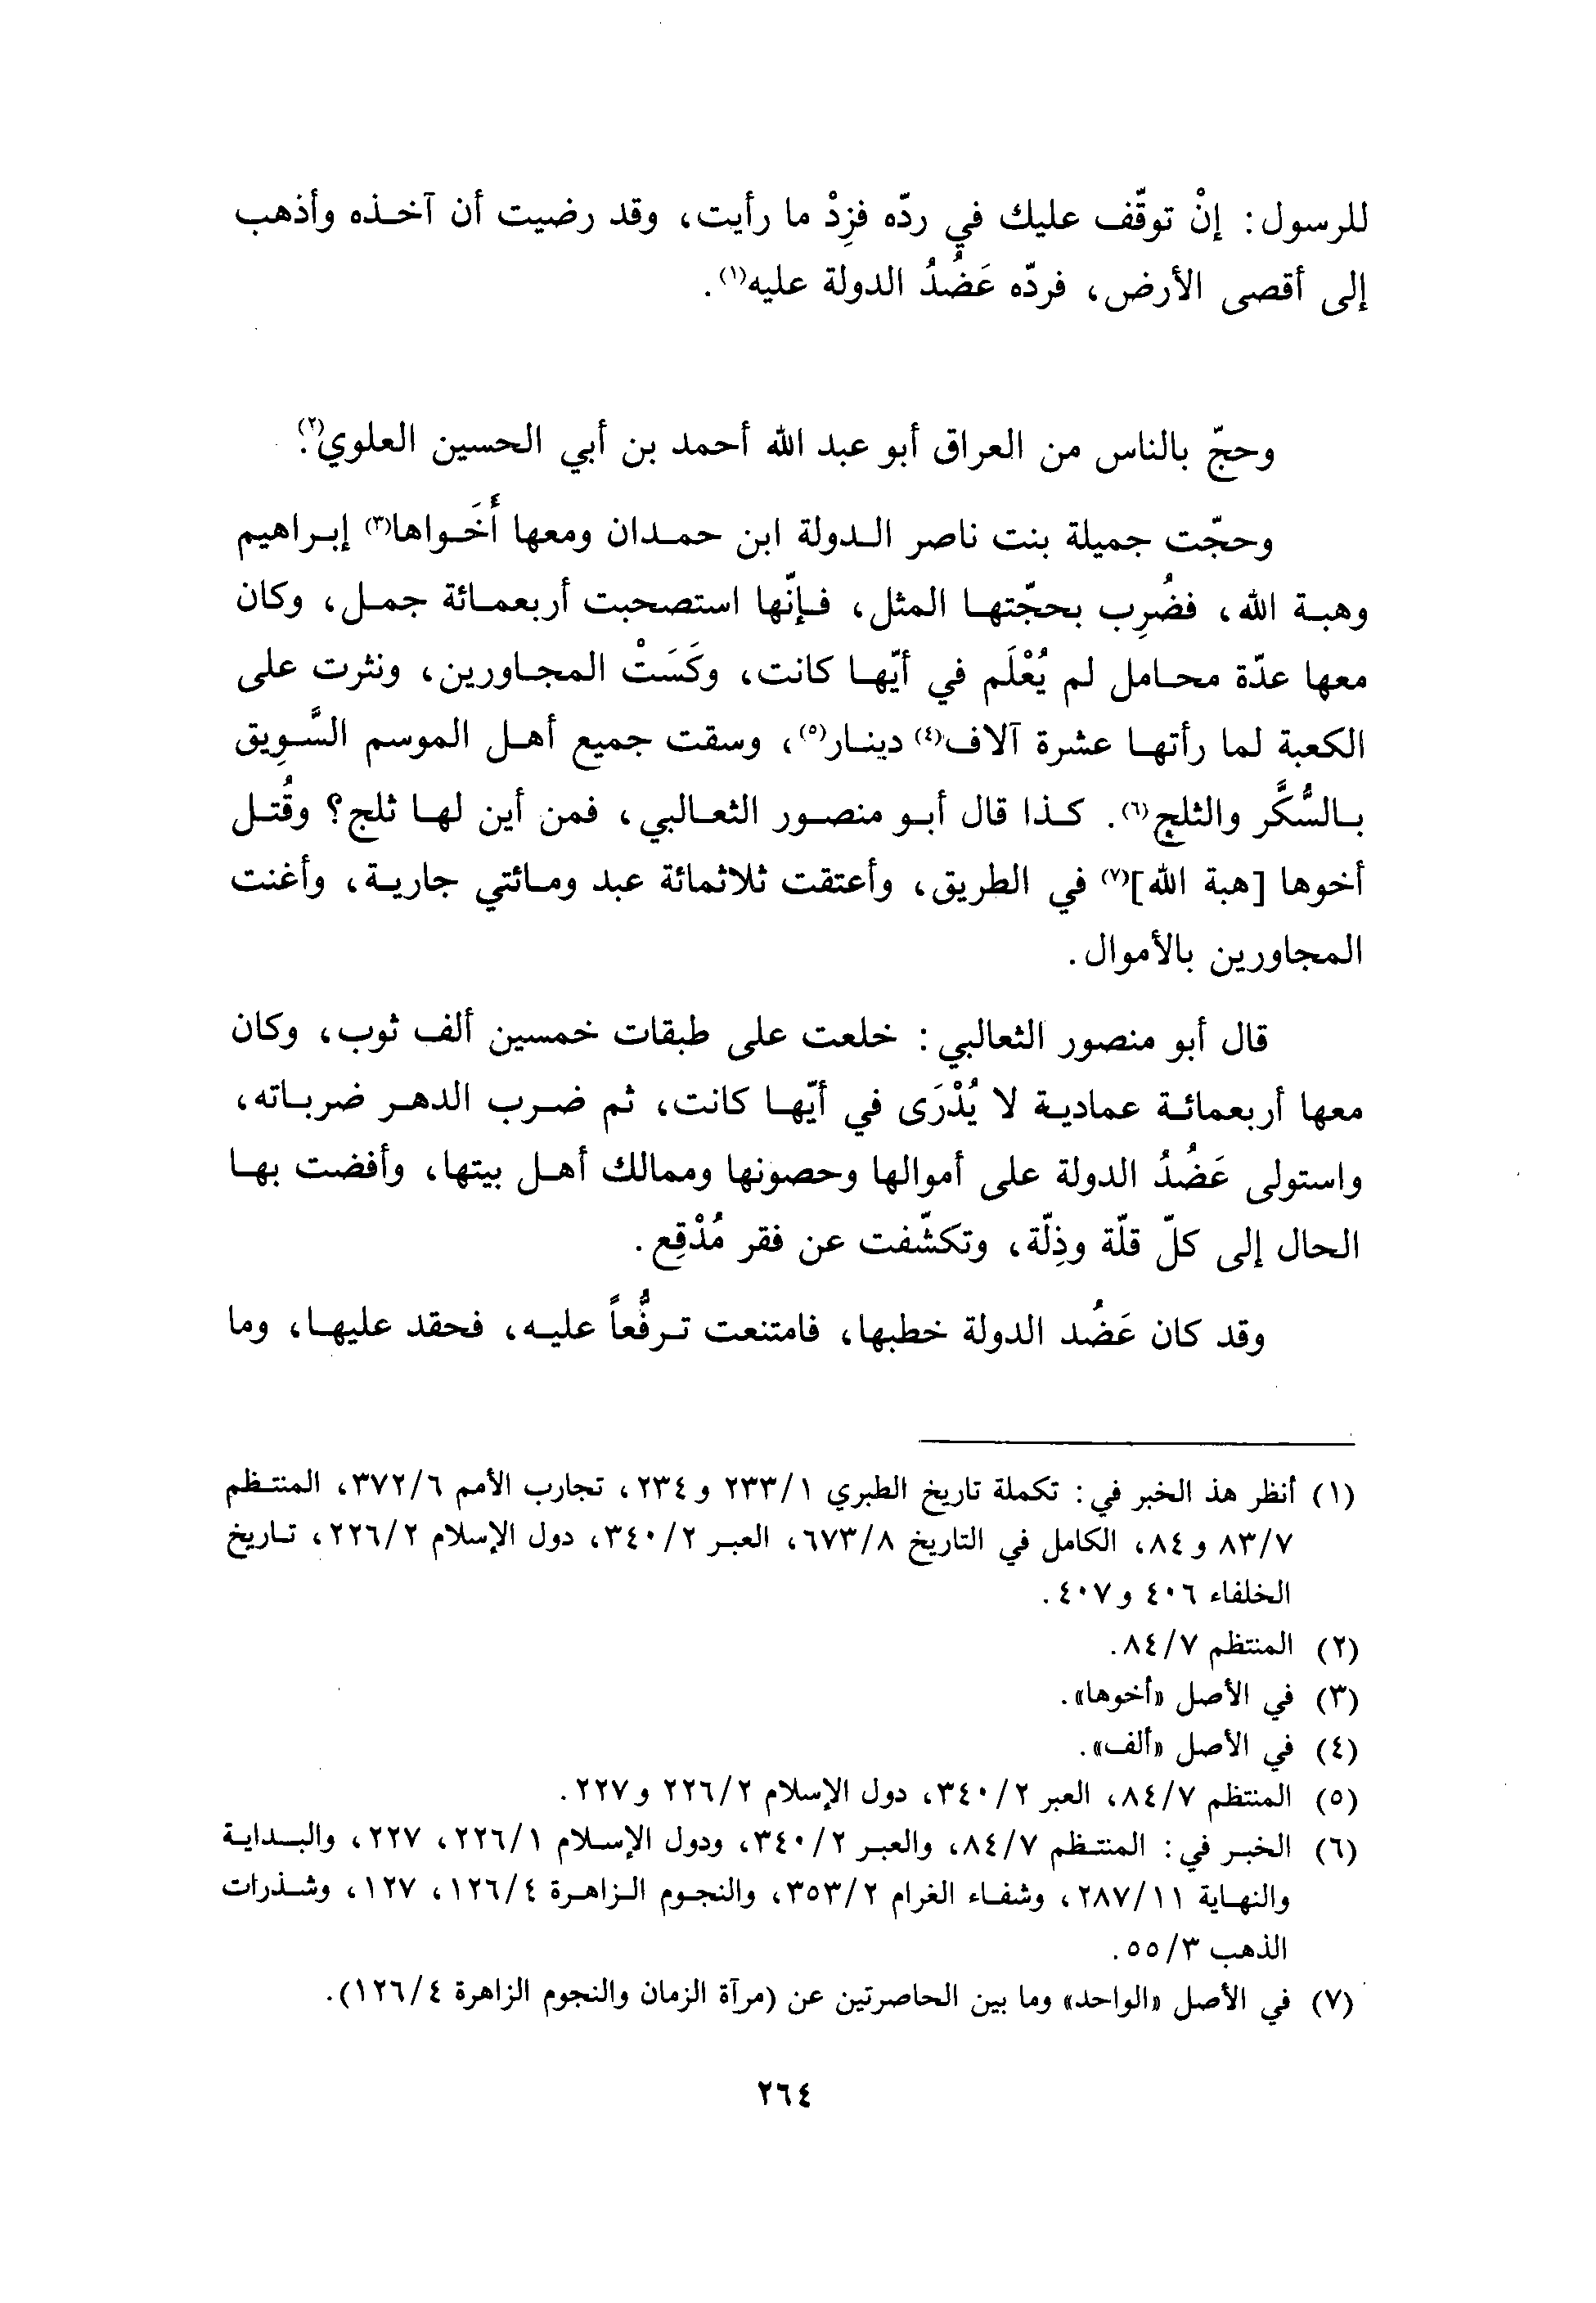 للرسول: إنْ توقّف عليك في ردّه فزِدْ ما رأيت، وقد رضيت أن آخذه وأذهب
إلى أقصى الأرض، فردّه عَضُدُ الدولة عليه(١).
وحجّ بالناس من العراق أبو عبد الله أحمد بن أبي الحسين العلوي(٢).
وحجّت جميلة بنت ناصر الدولة ابن حمدان ومعها أَخَواها(٣) إبراهيم
وهبة الله، فضُرِب بحجّتها المثل، فإنّها استصحبت أربعمائة جمل، وكان
معها عدّة محامل لم يُعْلَم في أيّها كانت، وكَسَتْ المجاورين، ونثرت على
الكعبة لما رأتها عشرة آلاف(٤) دينار(٥)، وسقت جميع أهل الموسم السَّوِيق
بالسُّكَّر والثلج(٦). كذا قال أبو منصور الثعالبي، فمن أين لها ثلج؟ وقُتل
أخوها [هبة الله](٧) في الطريق، وأعتقت ثلاثمائة عبد ومائتي جارية، وأغنت
المجاورين بالأموال.
قال أبو منصور الثعالبي: خلعت على طبقات خمسين ألف ثوب، وكان
معها أربعمائة عمادية لا يُدْرَى في أيّها كانت، ثم ضرب الدهر ضرباته،
واستولى عَضُدُ الدولة على أموالها وحصونها وممالك أهل بيتها، وأفضت بها
الحال إلى كلّ قلّة وذِلّة، وتكشّفت عن فقر مُدْقِع.
وقد كان عَضُد الدولة خطبها، فامتنعت ترفُّعاً عليه، فحقد عليها، وما
(١) أنظر هذ الخبر في: تكملة تاريخ الطبري ٢٣٣/١ و ٢٣٤، تجارب الأمم ٣٧٢/٦، المنتظم
٨٣/٧ و ٨٤، الكامل في التاريخ ٦٧٣/٨، العبر ٣٤٠/٢، دول الإسلام ٢٢٦/٢، تاريخ
الخلفاء ٤٠٦ و ٤٠٧.
(٢) المنتظم ٨٤/٧.
(٣) في الأصل «أخوها».
(٤) في الأصل «ألف».
(٥) المنتظم ٨٤/٧، العبر ٣٤٠/٢، دول الإسلام ٢٢٦/٢ و ٢٢٧.
(٦) الخبر في: المنتظم ٨٤/٧، والعبر ٣٤٠/٢، ودول الإسلام ٢٢٦/١، ٢٢٧، والبداية
والنهاية ٢٨٧/١١، وشفاء الغرام ٣٥٣/٢، والنجوم الزاهرة ١٢٦/٤، ١٢٧، وشذرات
الذهب ٥٥/٣.
(٧) في الأصل «الواحد» وما بين الحاصرتين عن (مرآة الزمان والنجوم الزاهرة ١٢٦/٤).
٢٦٤